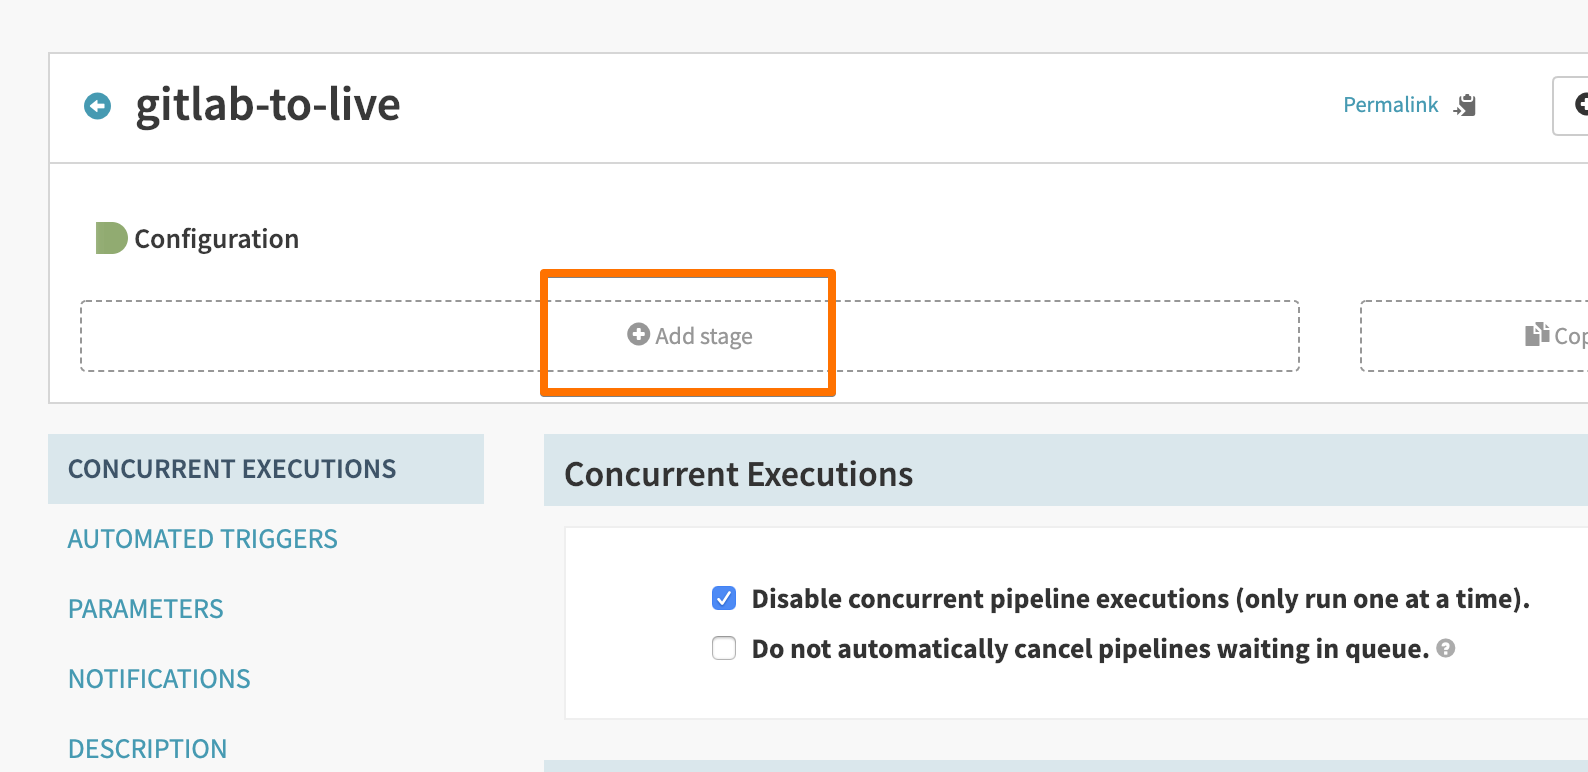 gitlab-to-live
Permalink
Configuration
Add stage
CONCURRENT EXECUTIONS
AUTOMATED TRIGGERS
PARAMETERS
NOTIFICATIONS
DESCRIPTION
Concurrent Executions
Disable concurrent pipeline executions (only run one at a time).
Do not automatically cancel pipelines waiting in queue.